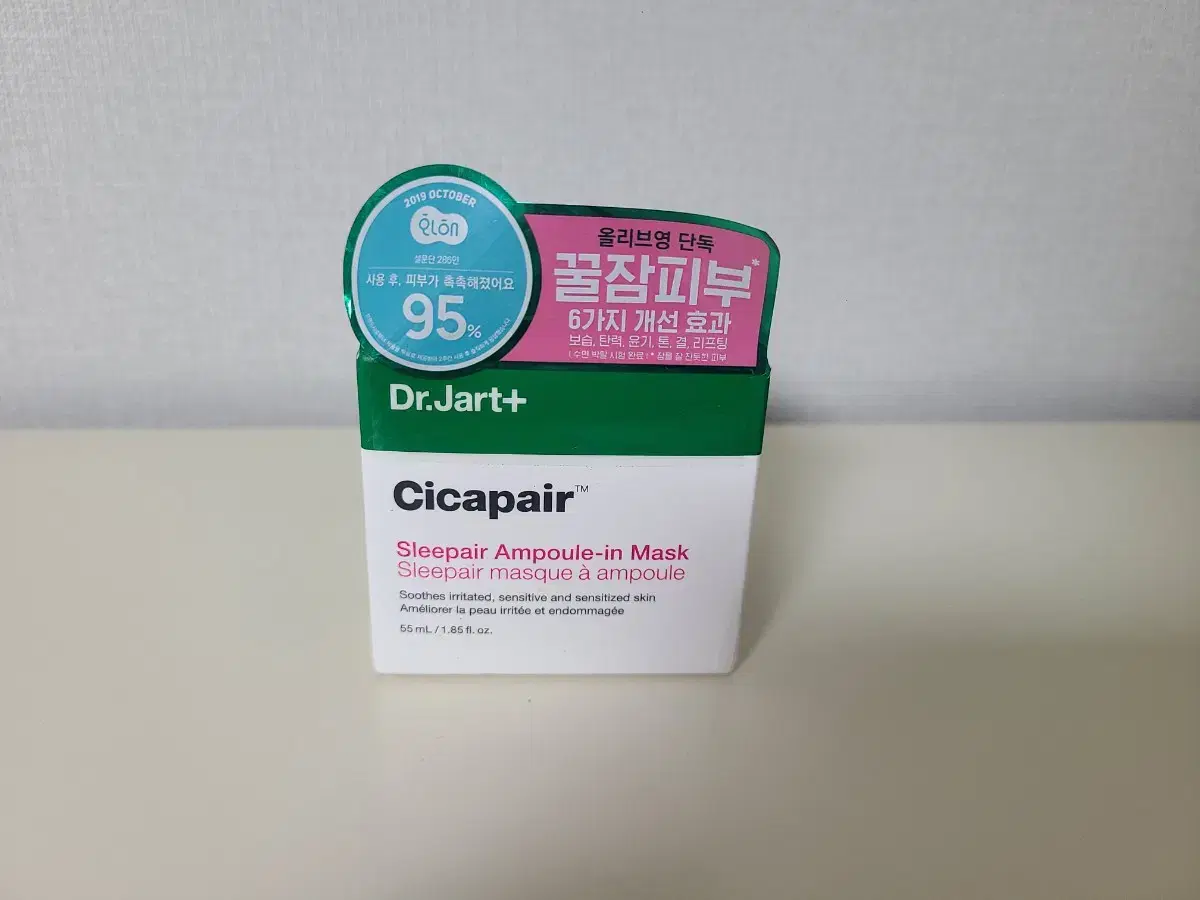 2019 OCTOBER
설문단 286만
사용 후, 피부가 촉촉해졌어요
95%
올리브영 단독
꿀잠피부*
6가지 개선 효과
보습, 탄력, 윤기, 톤, 결, 리프팅
Dr.Jart+
Cicapair™
Sleepair Ampoule-in Mask
Sleepair masque à ampoule
Soothes irritated, sensitive and sensitized skin
Améliorer la peau irritée et endommagée
55 mL / 1.85 fl. oz.